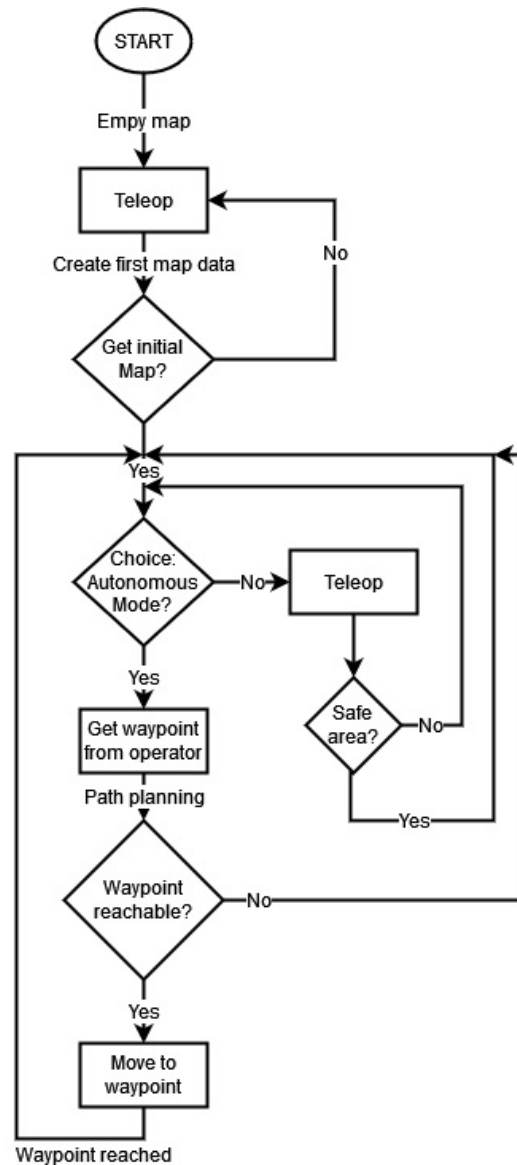 START
Empy map
Teleop
Create first map data
No
Get initial
Map?
Yes
Choice:
Autonomous
Mode?
No
Teleop
Yes
Get waypoint
from operator
Safe
area?
No
Path planning
Yes
Waypoint
reachable?
No
Yes
Move to
waypoint
Waypoint reached